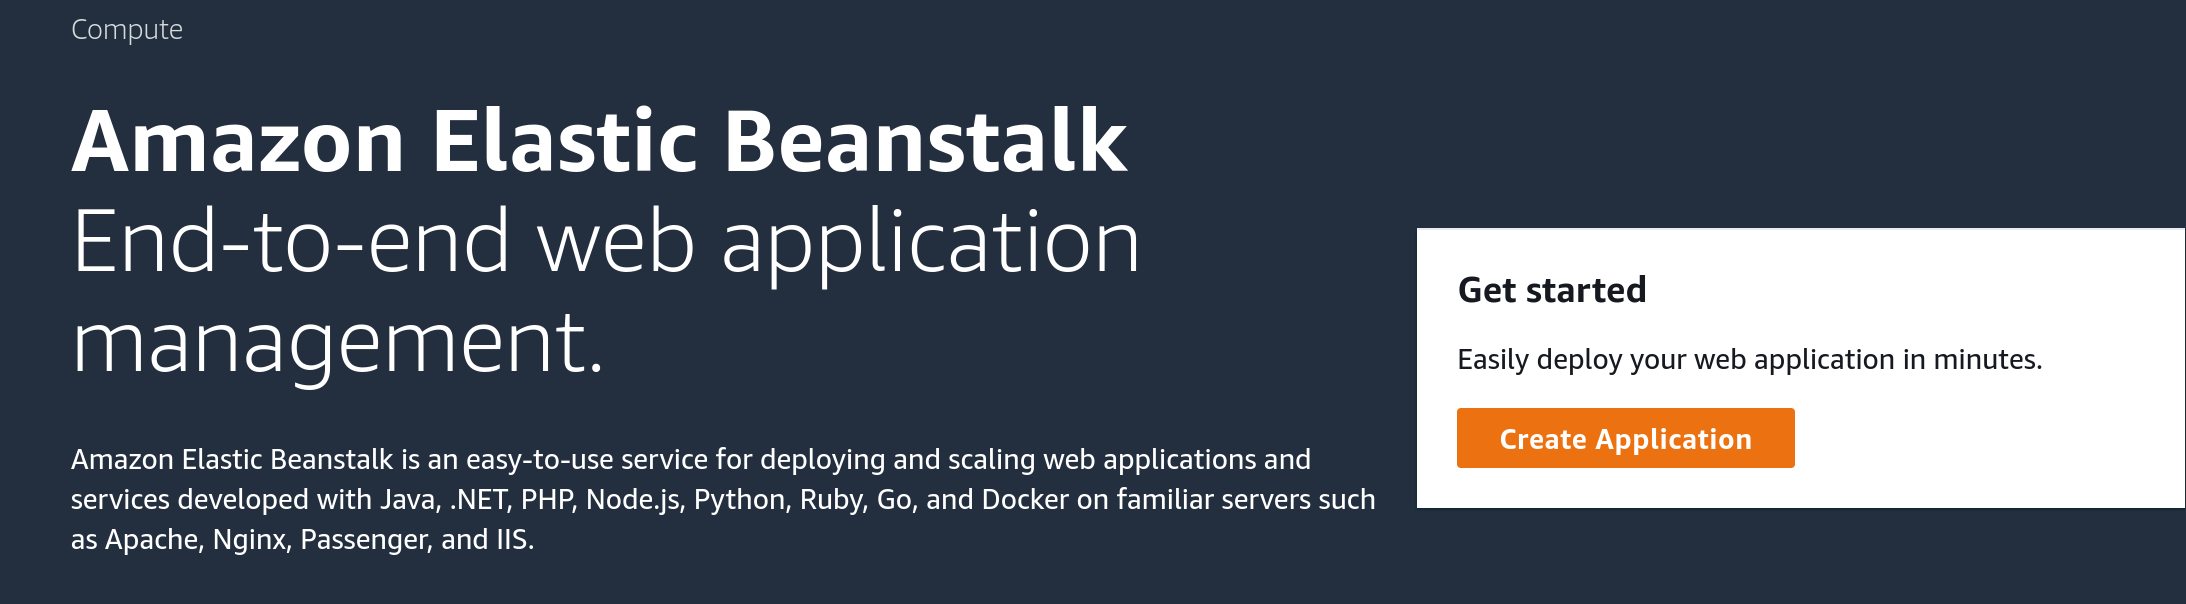 Compute
Amazon Elastic Beanstalk
End-to-end web application
management.
Amazon Elastic Beanstalk is an easy-to-use service for deploying and scaling web applications and
services developed with Java, .NET, PHP, Node.js, Python, Ruby, Go, and Docker on familiar servers such
as Apache, Nginx, Passenger, and IIS.
Get started
Easily deploy your web application in minutes.
Create Application